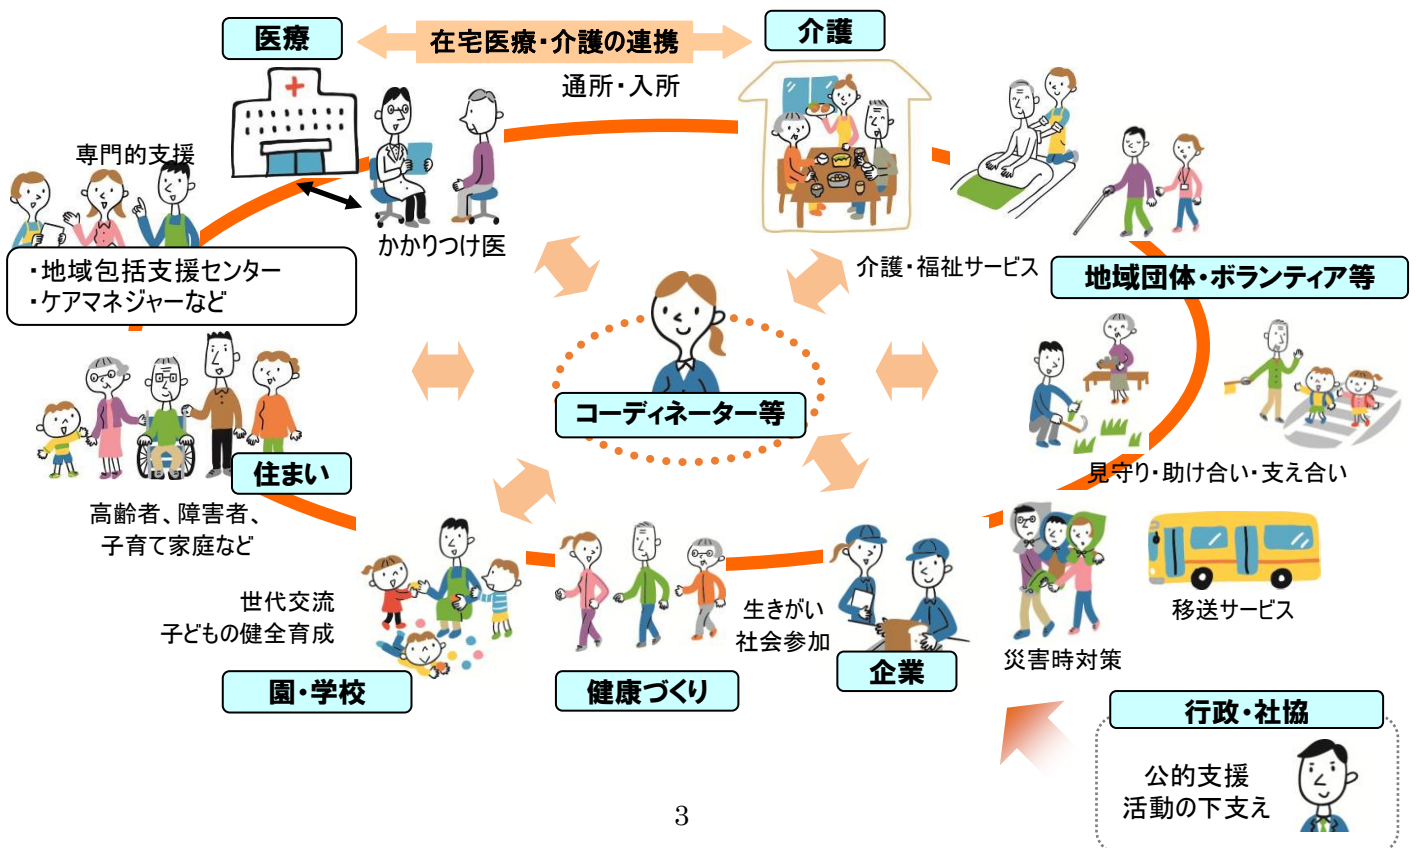 医療
在宅医療・介護の連携
介護
通所・入所
専門的支援
かかりつけ医
・地域包括支援センター
・ケアマネジャーなど
介護・福祉サービス
地域団体・ボランティア等
コーディネーター等
住まい
高齢者、障害者、
子育て家庭など
見守り・助け合い・支え合い
世代交流
子どもの健全育成
園・学校
健康づくり
生きがい
社会参加
企業
災害時対策
移送サービス
行政・社協
公的支援
活動の下支え
3